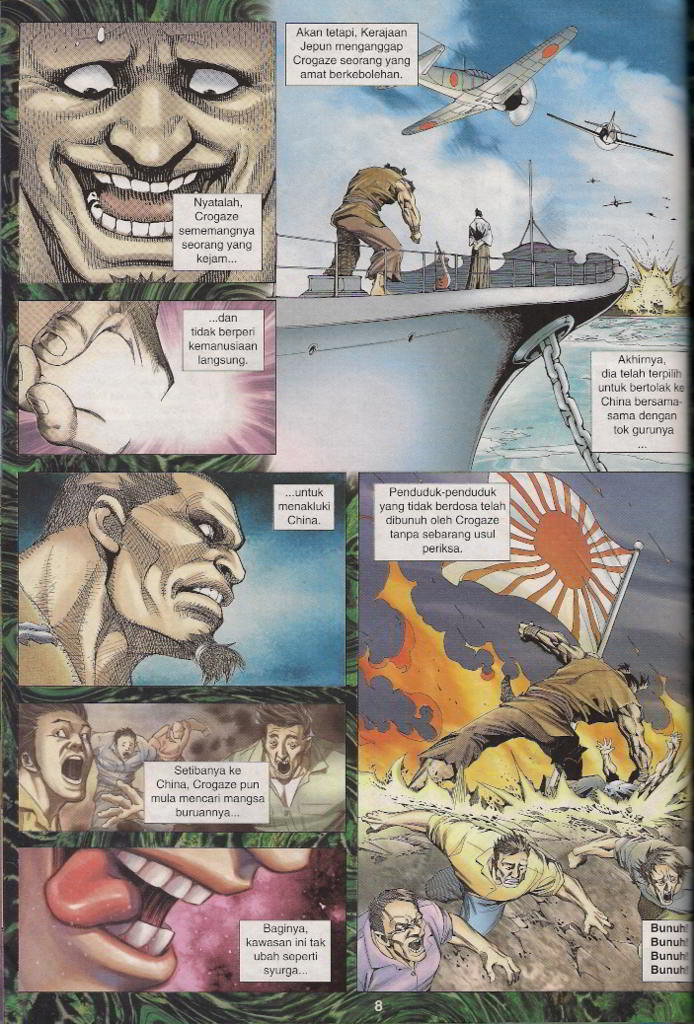 Nyatalah,
Crogaze
sememangnya
seorang yang
kejam...
Akan tetapi, Kerajaan
Jepun menganggap
Crogaze seorang yang
amat berkebolehan.
...dan
tidak berperi
kemanusiaan
langsung.
Akhirnya,
dia telah terpilih
untuk bertolak ke
China bersama-
sama dengan
tok gurunya
...
...untuk
menakluki
China.
Penduduk-penduduk
yang tidak berdosa telah
dibunuh oleh Crogaze
tanpa sebarang usul
periksa.
Setibanya ke
China, Crogaze pun
mula mencari mangsa
buruannya...
Baginya,
kawasan ini tak
ubah seperti
syurga...
Bunuh!
Bunuh!
Bunuh!
Bunuh!
8